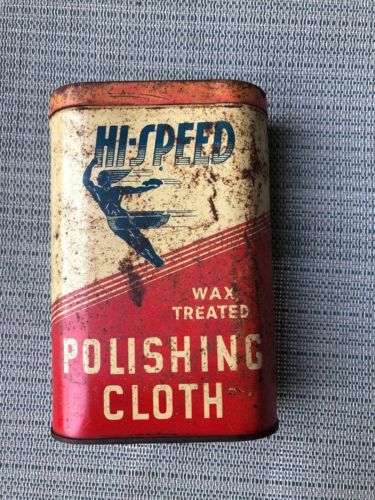 HI-SPEED
WAX
TREATED
POLISHING
CLOTH